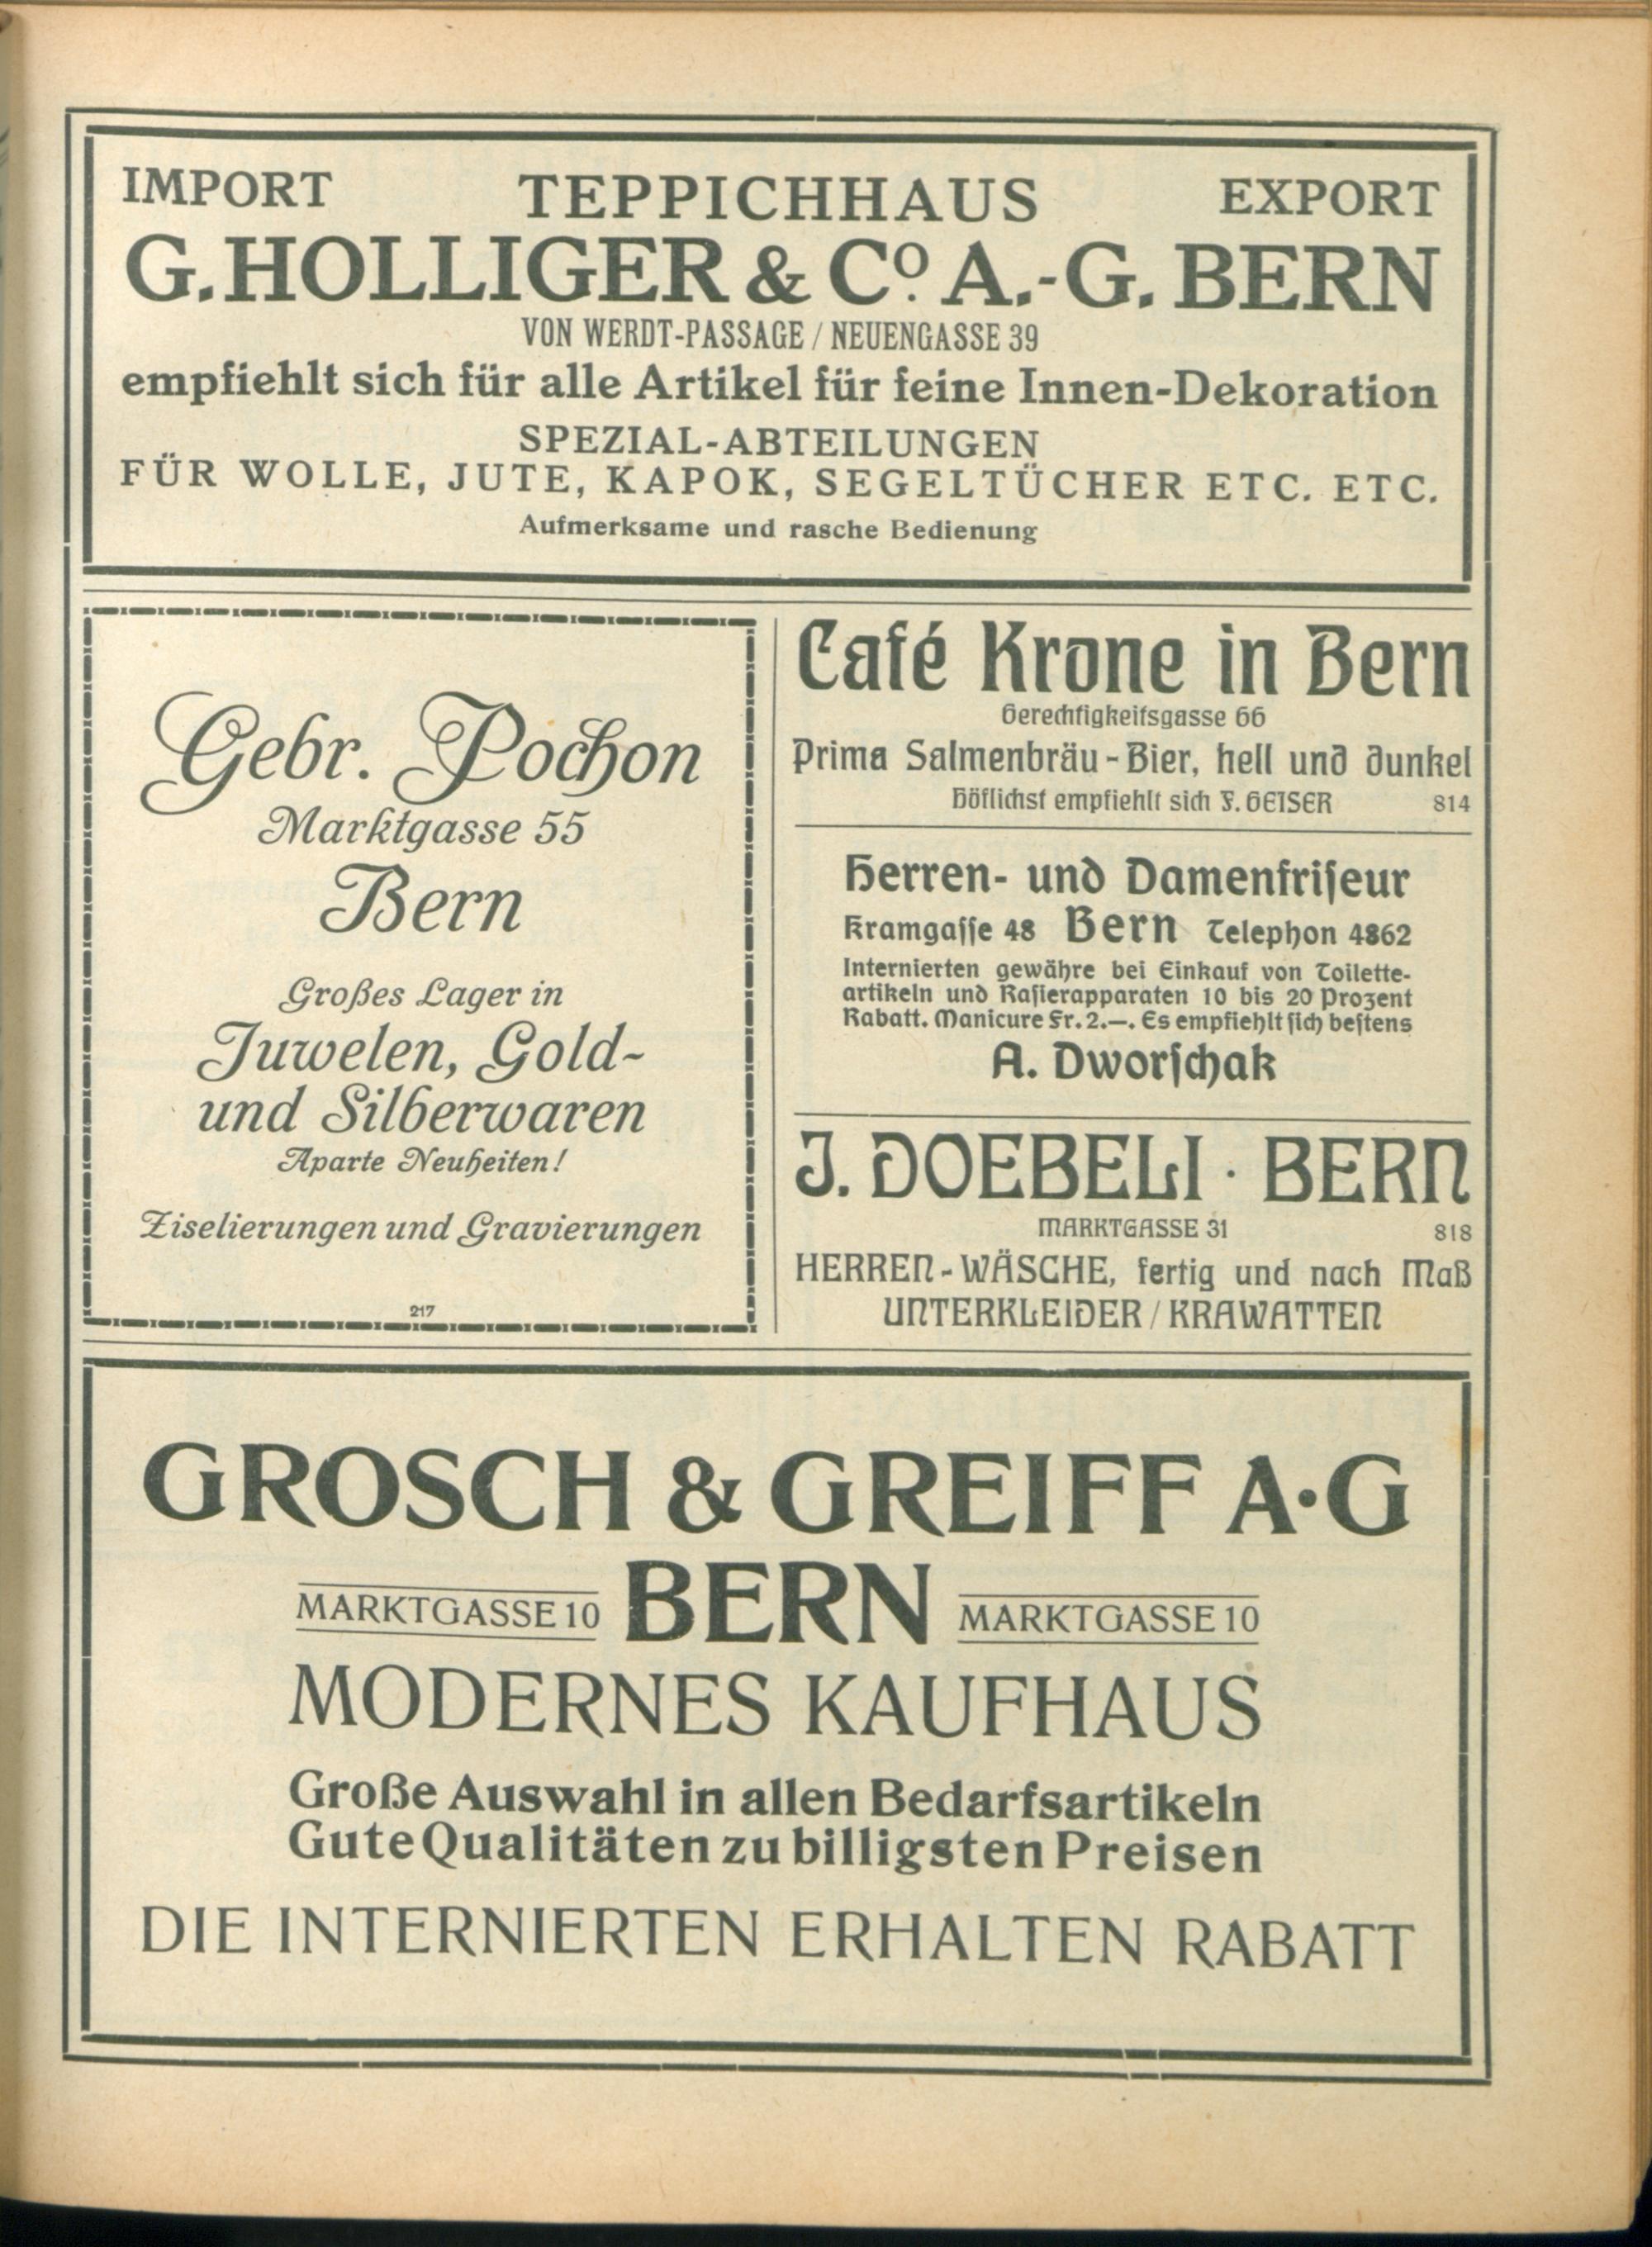 IMPORT TEPPICHHAUS EXPORT
G. HOLLIGER & Cº. A.-G. BERN
VON WERDT-PASSAGE / NEUENGASSE 39
empfiehlt sich für alle Artikel für feine Innen-Dekoration
SPEZIAL-ABTEILUNGEN
FÜR WOLLE, JUTE, KAPOK, SEGELTÜCHER ETC. ETC.
Aufmerksame und rasche Bedienung
Gebr. Pochon
Marktgasse 55
Bern
Großes Lager in
Juwelen, Gold-
und Silberwaren
Aparte Neuheiten!
Ziselierungen und Gravierungen
217
Café Krone in Bern
Gerechtigkeitsgasse 66
Prima Salmenbräu-Bier, hell und dunkel
Höflichst empfiehlt sich F. GEISER 814
Herren- und Damenfriſeur
Kramgaſſe 48 Bern Telephon 4862
Internierten gewähre bei Einkauf von Toilette-
artikeln und Raſierapparaten 10 bis 20 Prozent
Rabatt. Manicure Fr. 2.—. Es empfiehlt ſich beſtens
A. Dworſchak
J. DOEBELI · BERN
MARKTGASSE 31 818
HERREN-WÄSCHE, fertig und nach Maß
UNTERKLEIDER / KRAWATTEN
GROSCH & GREIFF A·G
MARKTGASSE 10 BERN MARKTGASSE 10
MODERNES KAUFHAUS
Große Auswahl in allen Bedarfsartikeln
Gute Qualitäten zu billigsten Preisen
DIE INTERNIERTEN ERHALTEN RABATT